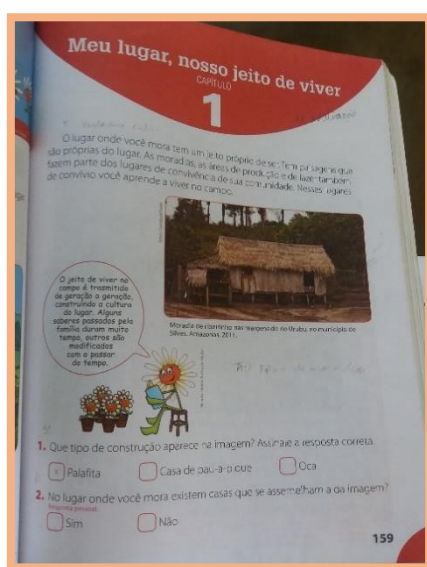 Meu lugar, nosso jeito de viver
CAPÍTULO
1
O lugar onde você mora tem um jeito próprio de ser. Tem paisagens que
são próprias do lugar. As moradias, as áreas de produção e de lazer também
fazem parte dos lugares de convivência de sua comunidade. Nesses lugares
de convívio você aprende a viver no campo.
O jeito de viver no
campo é trasmitido
de geração a geração,
construindo a cultura
do lugar. Alguns
saberes passados pela
família duram muito
tempo, outros são
modificados
com o passar
do tempo.
Moradia de ribeirinho nas margens do rio Urubu, no município de
Silves, Amazonas, 2011.
1. Que tipo de construção aparece na imagem? Assinale a resposta correta.
x Palafita
Casa de pau-a-pique
Oca
2. No lugar onde você mora existem casas que se assemelham a da imagem?
Resposta pessoal.
Sim
Não
159